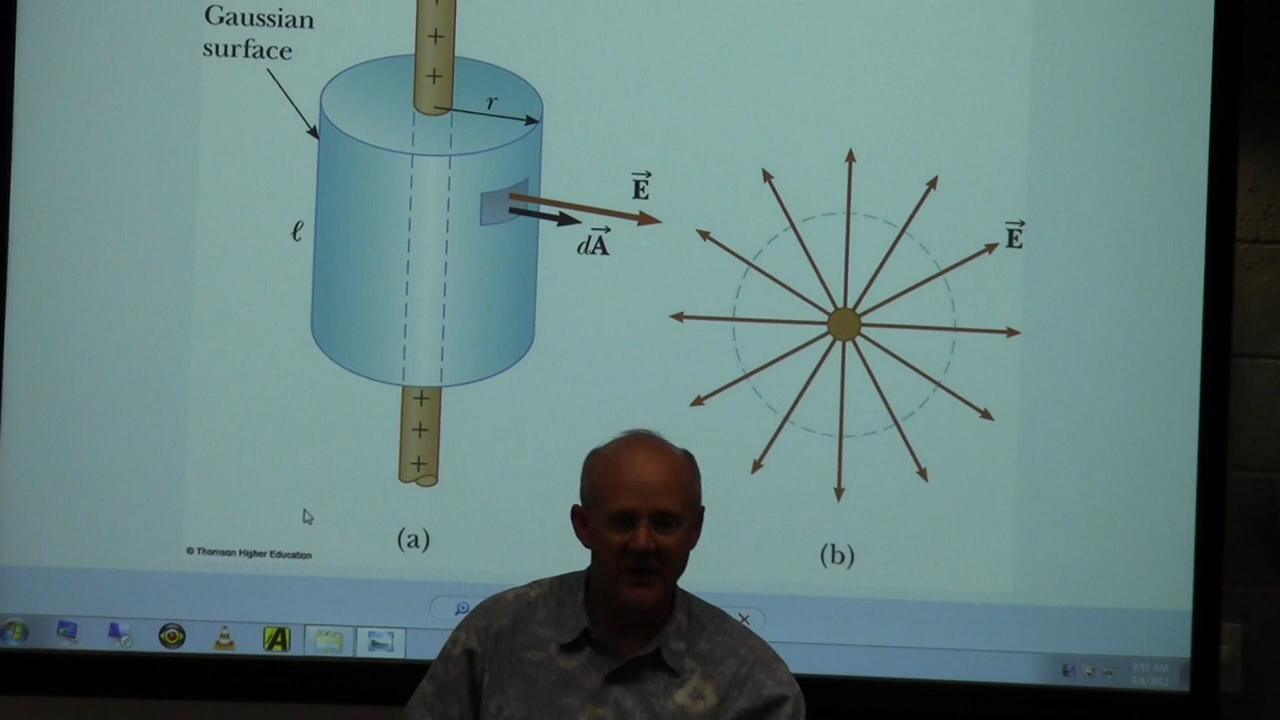 Gaussian
surface
+
+
+
r
ℓ
E
dA
+
+
+
E
(a)
(b)
© Thomson Higher Education
A